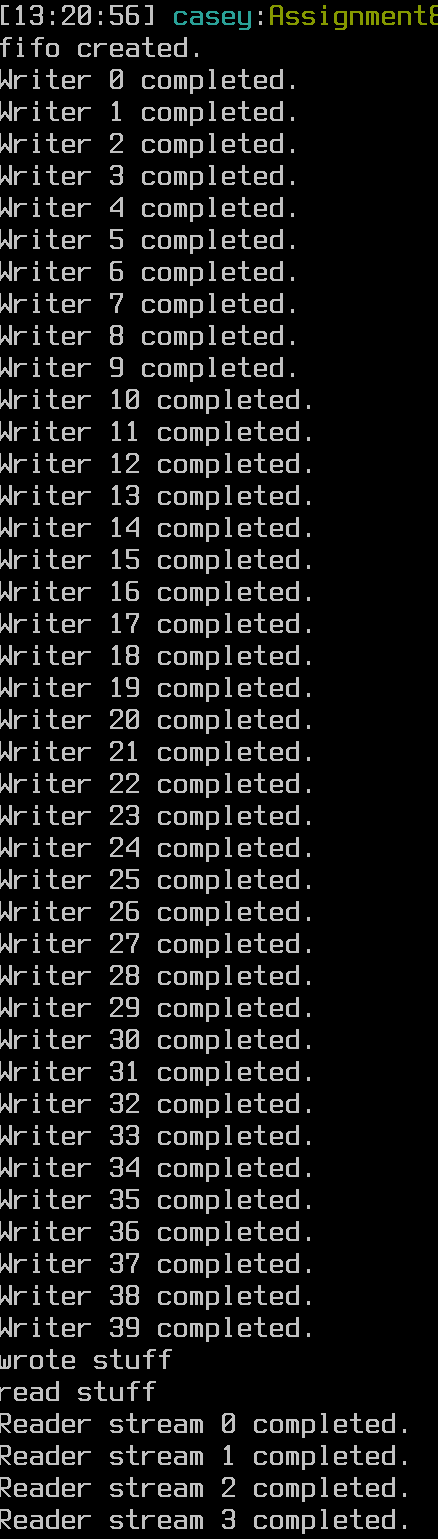 [13:20:56] casey:Assignment8
fifo created.
Writer 0 completed.
Writer 1 completed.
Writer 2 completed.
Writer 3 completed.
Writer 4 completed.
Writer 5 completed.
Writer 6 completed.
Writer 7 completed.
Writer 8 completed.
Writer 9 completed.
Writer 10 completed.
Writer 11 completed.
Writer 12 completed.
Writer 13 completed.
Writer 14 completed.
Writer 15 completed.
Writer 16 completed.
Writer 17 completed.
Writer 18 completed.
Writer 19 completed.
Writer 20 completed.
Writer 21 completed.
Writer 22 completed.
Writer 23 completed.
Writer 24 completed.
Writer 25 completed.
Writer 26 completed.
Writer 27 completed.
Writer 28 completed.
Writer 29 completed.
Writer 30 completed.
Writer 31 completed.
Writer 32 completed.
Writer 33 completed.
Writer 34 completed.
Writer 35 completed.
Writer 36 completed.
Writer 37 completed.
Writer 38 completed.
Writer 39 completed.
wrote stuff
read stuff
Reader stream 0 completed.
Reader stream 1 completed.
Reader stream 2 completed.
Reader stream 3 completed.